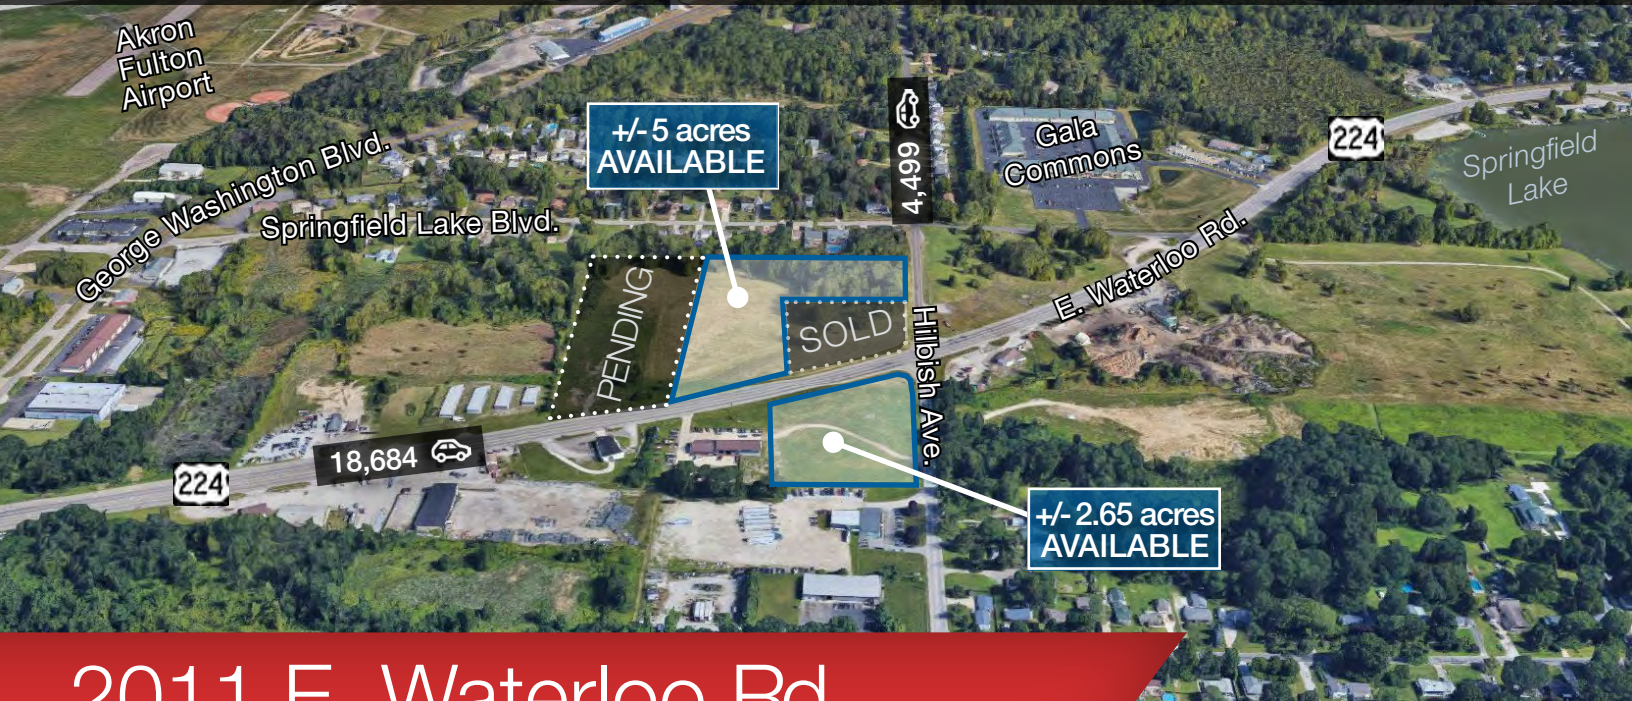 Akron
Fulton
Airport
+/- 5 acres
AVAILABLE
4,499
Gala
Commons
224
Springfield
Lake
George Washington Blvd.
Springfield Lake Blvd.
E. Waterloo Rd.
PENDING
SOLD
Hilbish Ave.
18,684
224
+/- 2.65 acres
AVAILABLE
2011 E. Waterloo Rd